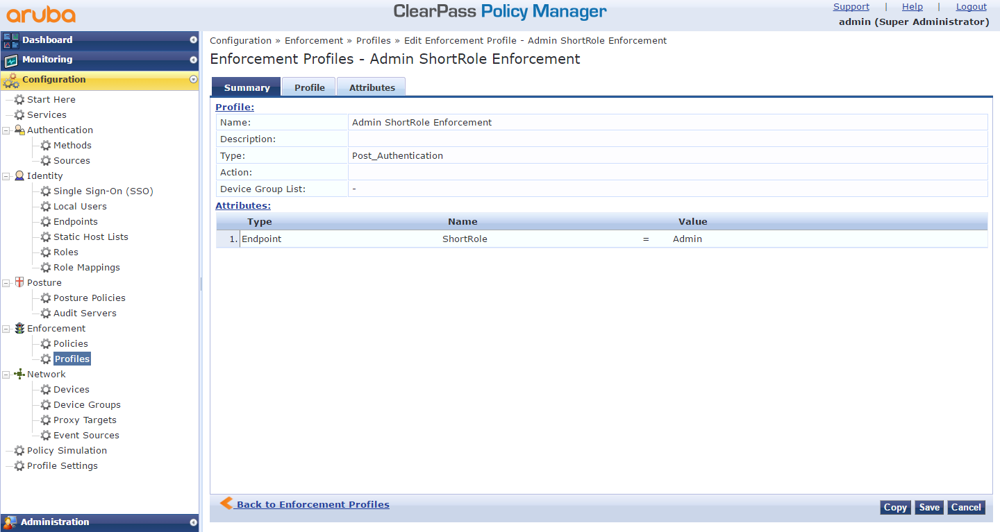 aruba
ClearPass Policy Manager
Support | Help | Logout
admin (Super Administrator)
Dashboard
Monitoring
Configuration
Start Here
Services
Authentication
Methods
Sources
Identity
Single Sign-On (SSO)
Local Users
Endpoints
Static Host Lists
Roles
Role Mappings
Posture
Posture Policies
Audit Servers
Enforcement
Policies
Profiles
Network
Devices
Device Groups
Proxy Targets
Event Sources
Policy Simulation
Profile Settings
Administration
Configuration » Enforcement » Profiles » Edit Enforcement Profile - Admin ShortRole Enforcement
Enforcement Profiles - Admin ShortRole Enforcement
Summary Profile Attributes
Profile:
Name: Admin ShortRole Enforcement
Description:
Type: Post_Authentication
Action:
Device Group List: -
Attributes:
Type Name Value
1. Endpoint ShortRole = Admin
Back to Enforcement Profiles
Copy Save Cancel